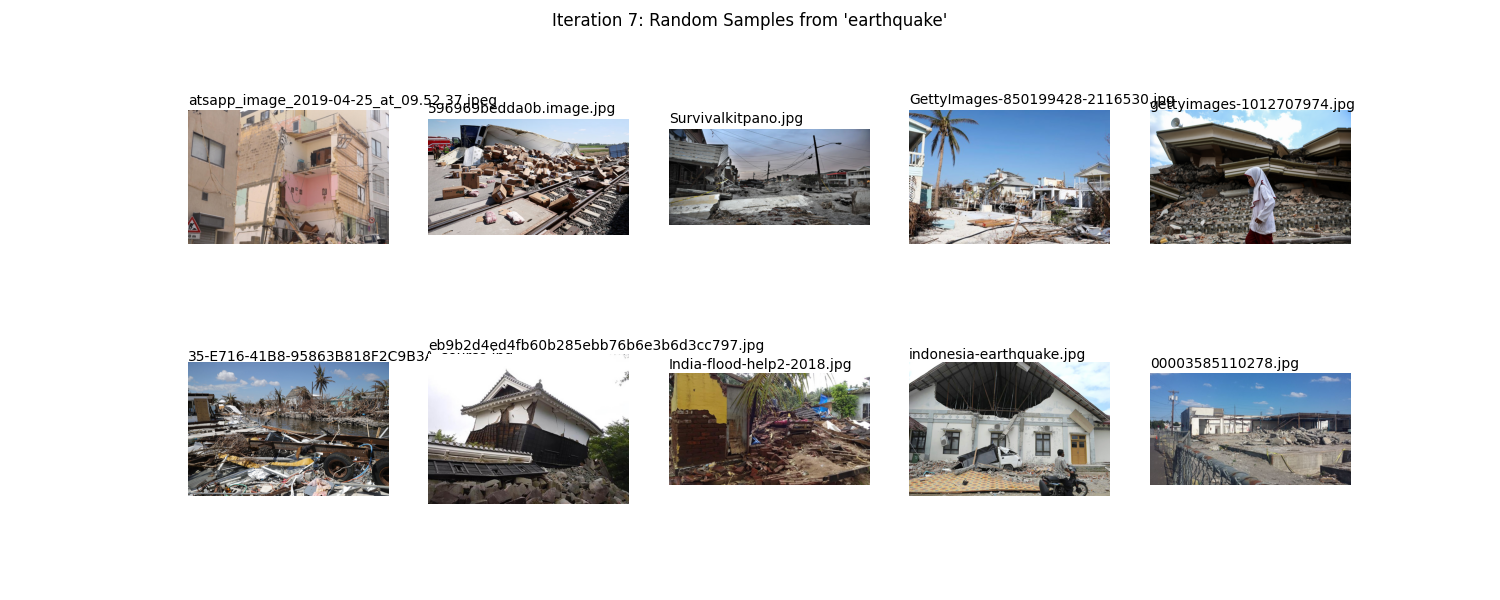 Iteration 7: Random Samples from 'earthquake'
atsapp_image_2019-04-25_at_09.52.37.jpeg
596969bedda0b.image.jpg
Survivalkitpano.jpg
GettyImages-850199428-2116530.jpg
gettyimages-1012707974.jpg
35-E716-41B8-95863B818F2C9B3A
eb9b2d4ed4fb60b285ebb76b6e3b6d3cc797.jpg
India-flood-help2-2018.jpg
indonesia-earthquake.jpg
00003585110278.jpg